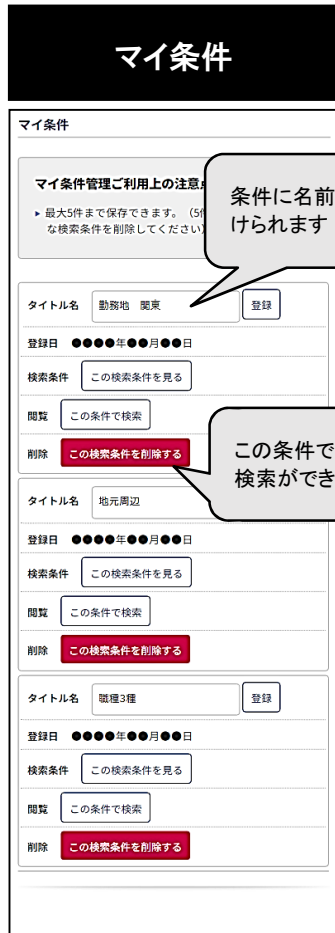 マイ条件
マイ条件
マイ条件管理ご利用上の注意
▸ 最大5件まで保存できます。（5
な検索条件を削除してください
条件に名前
けられます
タイトル名 勤務地 関東 登録
登録日 ●●●●年●●月●●日
検索条件 この検索条件を見る
閲覧 この条件で検索
削除 この検索条件を削除する
この条件で
検索ができ
タイトル名 地元周辺
登録日 ●●●●年●●月●●日
検索条件 この検索条件を見る
閲覧 この条件で検索
削除 この検索条件を削除する
タイトル名 職種3種 登録
登録日 ●●●●年●●月●●日
検索条件 この検索条件を見る
閲覧 この条件で検索
削除 この検索条件を削除する